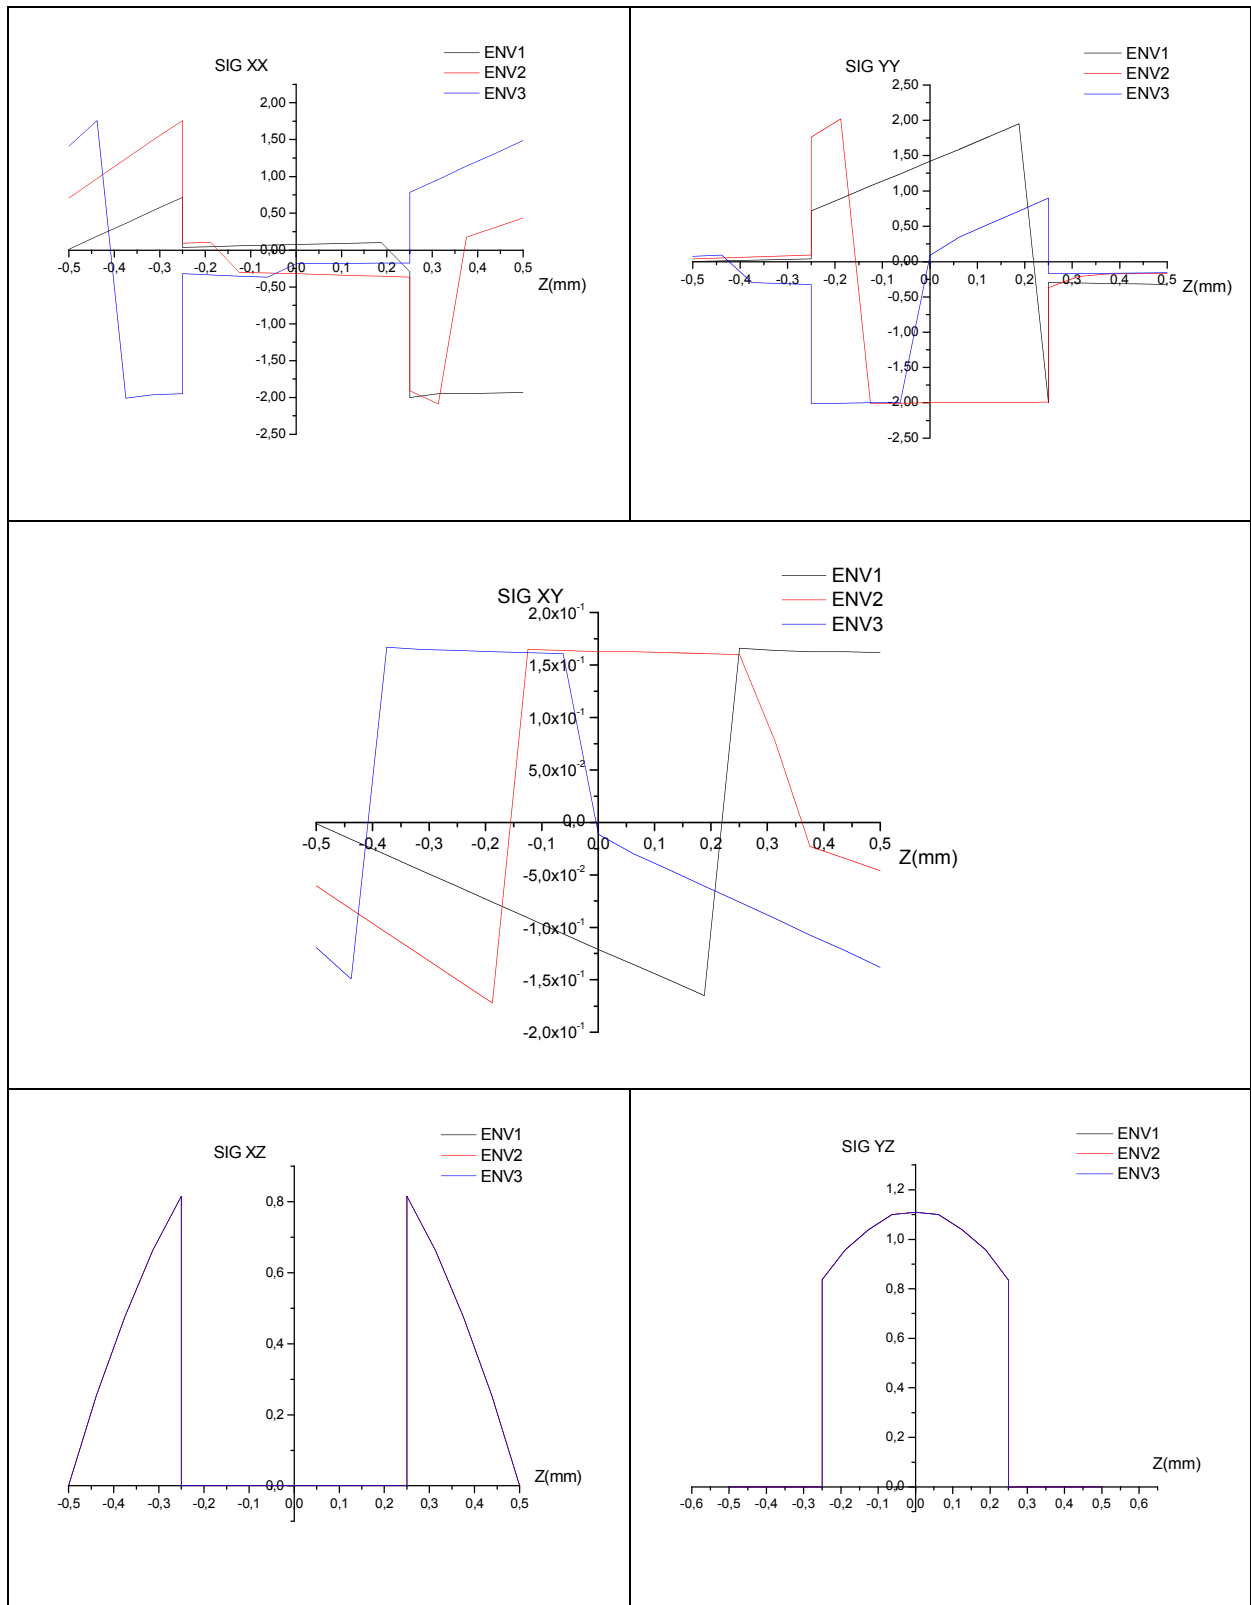 SIG XX
ENV1
ENV2
ENV3
2,00
1,50
1,00
0,50
0,00
-0,50
-1,00
-1,50
-2,00
-2,50
-0,5 -0,4 -0,3 -0,2 -0,1 0,0 0,1 0,2 0,3 0,4 0,5
Z(mm)
SIG YY
ENV1
ENV2
ENV3
2,50
2,00
1,50
1,00
0,50
0,00
-0,50
-1,00
-1,50
-2,00
-2,50
-0,5 -0,4 -0,3 -0,2 -0,1 0,0 0,1 0,2 0,3 0,4 0,5
Z(mm)
SIG XY
ENV1
ENV2
ENV3
2,0x10⁻¹
1,5x10⁻¹
1,0x10⁻¹
5,0x10⁻²
0,0
-5,0x10⁻²
-1,0x10⁻¹
-1,5x10⁻¹
-2,0x10⁻¹
-0,5 -0,4 -0,3 -0,2 -0,1 0,0 0,1 0,2 0,3 0,4 0,5
Z(mm)
SIG XZ
ENV1
ENV2
ENV3
0,8
0,6
0,4
0,2
0,0
-0,5 -0,4 -0,3 -0,2 -0,1 0,0 0,1 0,2 0,3 0,4 0,5
Z(mm)
SIG YZ
ENV1
ENV2
ENV3
1,2
1,0
0,8
0,6
0,4
0,2
0,0
-0,6 -0,5 -0,4 -0,3 -0,2 -0,1 0,0 0,1 0,2 0,3 0,4 0,5 0,6
Z(mm)